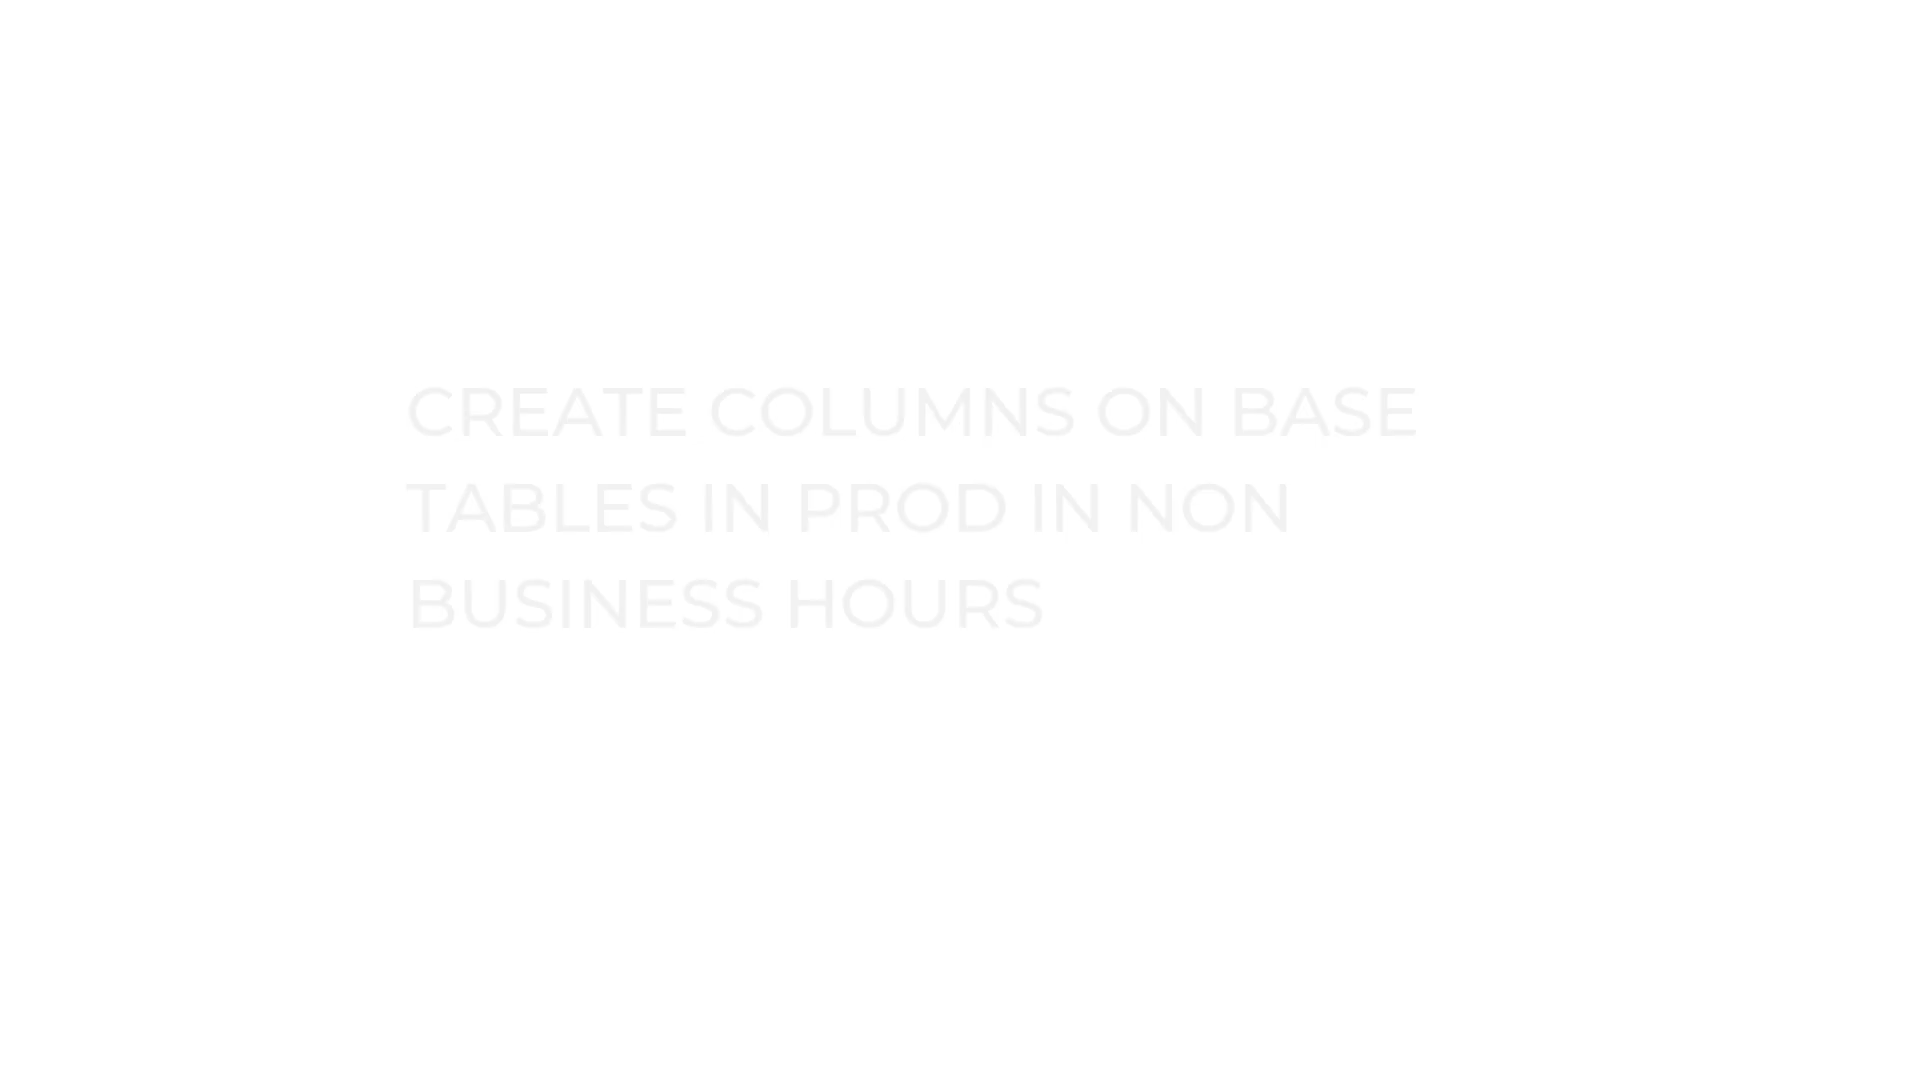 CREATE COLUMNS ON BASE
TABLES IN PROD IN NON
BUSINESS HOURS